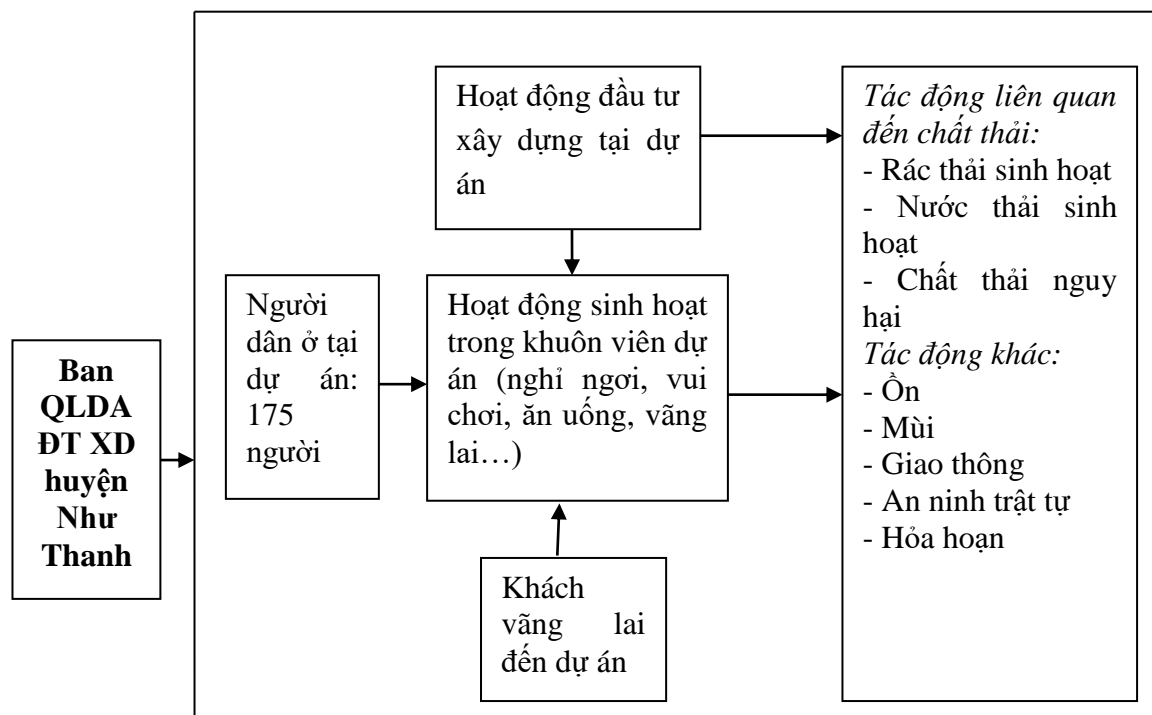 Ban
QLDA
ĐT XD
huyện
Như
Thanh
Người
dân ở tại
dự án:
175
người
Hoạt động đầu tư
xây dựng tại dự
án
Hoạt động sinh hoạt
trong khuôn viên dự
án (nghỉ ngơi, vui
chơi, ăn uống, vãng
lai…)
Khách
vãng lai
đến dự án
Tác động liên quan
đến chất thải:
- Rác thải sinh hoạt
- Nước thải sinh
hoạt
- Chất thải nguy
hại
Tác động khác:
- Ồn
- Mùi
- Giao thông
- An ninh trật tự
- Hỏa hoạn